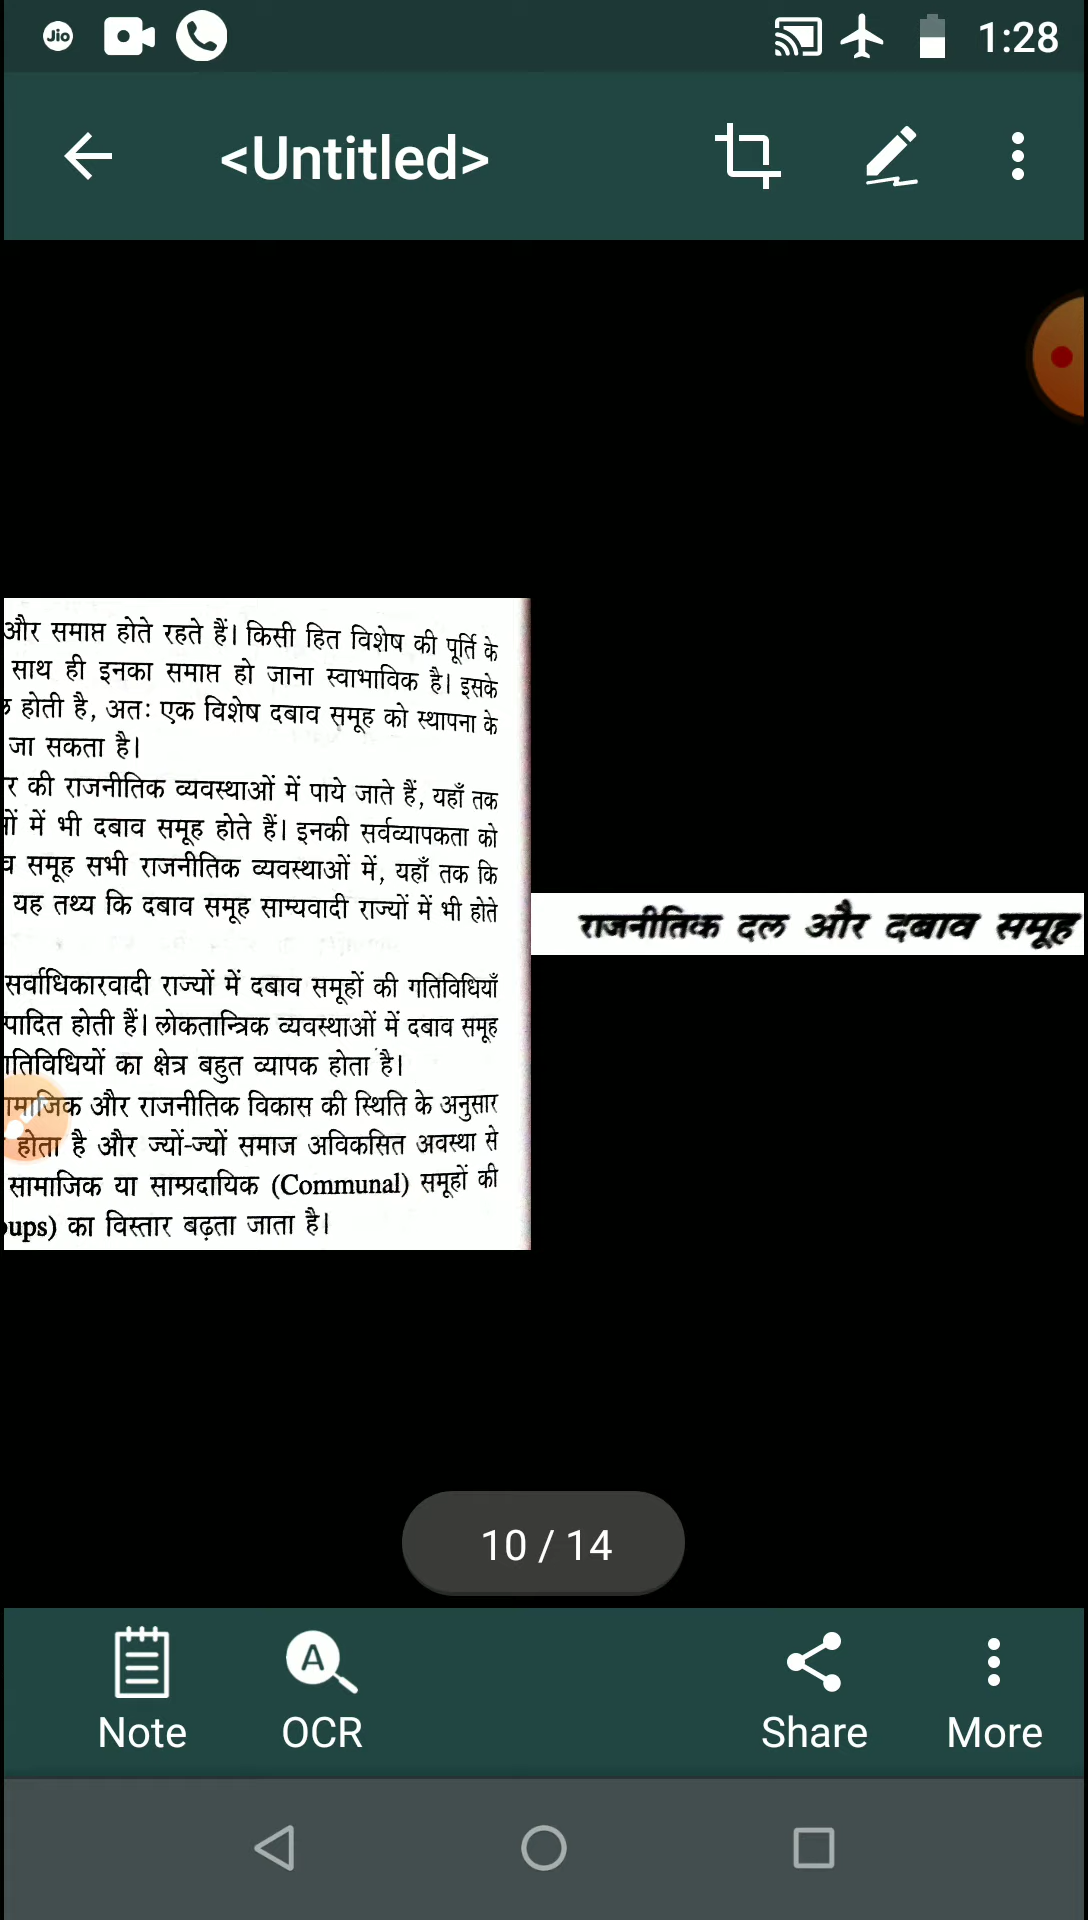 Jio
1:28
<Untitled>
और समाप्त होते रहते हैं। किसी हित विशेष की पूर्ति के
साथ ही इनका समाप्त हो जाना स्वाभाविक है। इसके
होती है, अतः एक विशेष दबाव समूह को स्थापना के
जा सकता है।
र की राजनीतिक व्यवस्थाओं में पाये जाते हैं, यहाँ तक
में भी दबाव समूह होते हैं। इनकी सर्वव्यापकता को
व समूह सभी राजनीतिक व्यवस्थाओं में, यहाँ तक कि
यह तथ्य कि दबाव समूह साम्यवादी राज्यों में भी होते
राजनीतिक दल और दबाव समूह
सर्वाधिकारवादी राज्यों में दबाव समूहों की गतिविधियाँ
पादित होती हैं। लोकतान्त्रिक व्यवस्थाओं में दबाव समूह
गतिविधियों का क्षेत्र बहुत व्यापक होता है।
और राजनीतिक विकास की स्थिति के अनुसार
होता है और ज्यों-ज्यों समाज अविकसित अवस्था से
सामाजिक या साम्प्रदायिक (Communal) समूहों की
ups) का विस्तार बढ़ता जाता है।
10 / 14
A
Note
OCR
Share
More